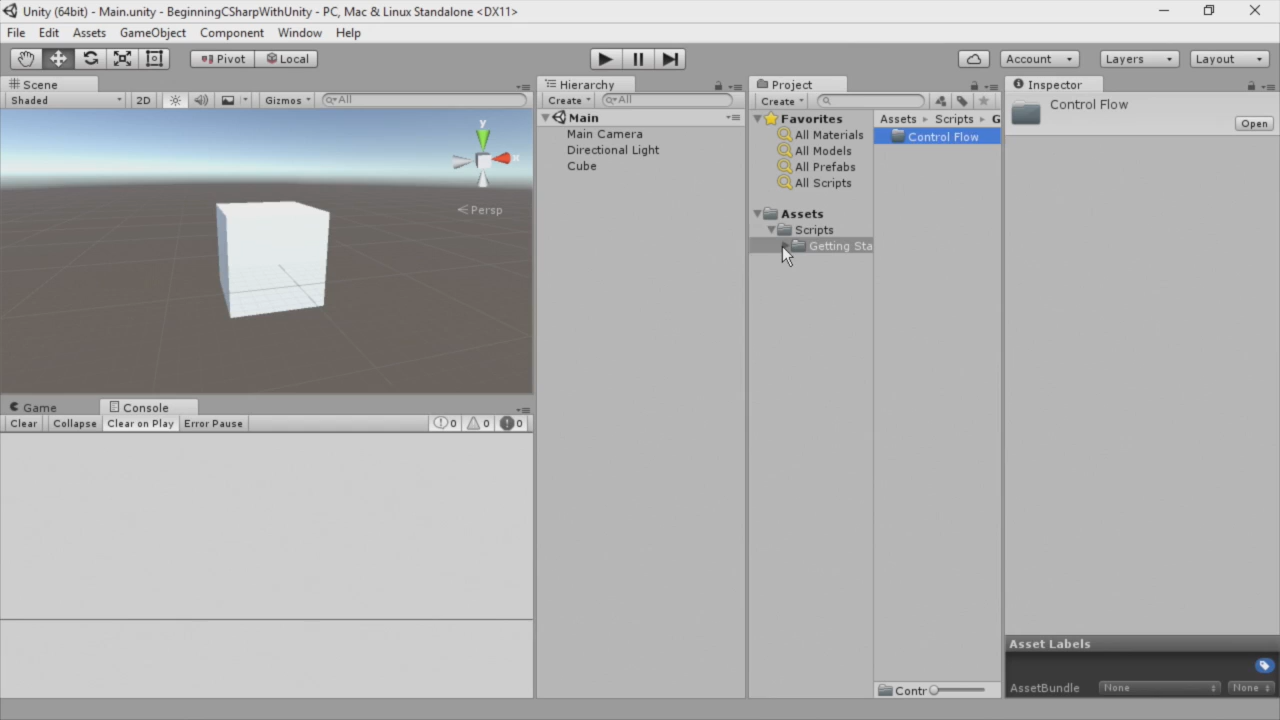 Unity (64bit) - Main.unity - BeginningCSharpWithUnity - PC, Mac & Linux Standalone <DX11>
File Edit Assets GameObject Component Window Help
Pivot Local Account Layers Layout
Scene
Shaded 2D Gizmos All
y
x
Persp
Game Console
Clear Collapse Clear on Play Error Pause 0 0 0
Hierarchy
Create All
Main
Main Camera
Directional Light
Cube
Project
Create
Favorites
All Materials
All Models
All Prefabs
All Scripts
Assets
Scripts
Getting Sta
Assets Scripts G
Control Flow
Contr
Inspector
Control Flow
Open
Asset Labels
AssetBundle None None